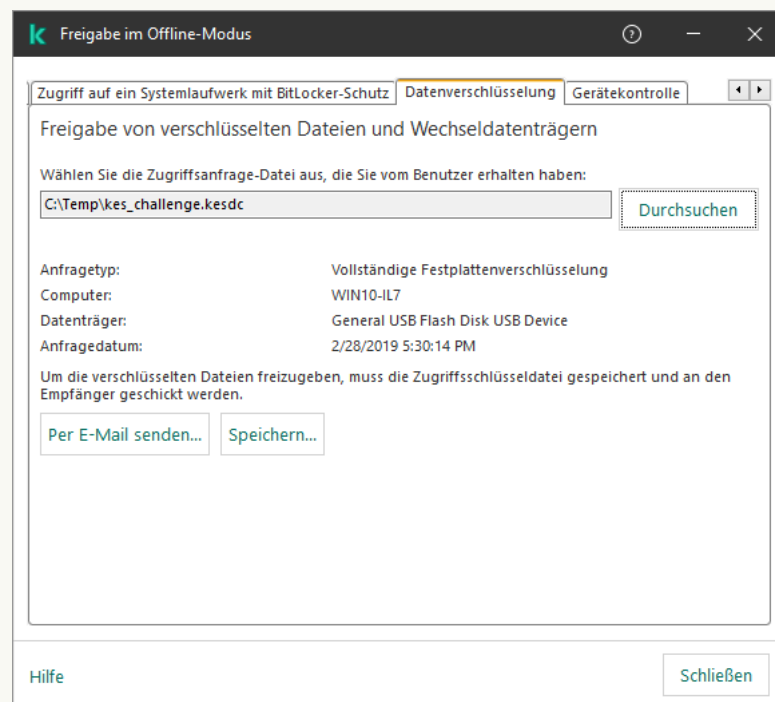 Freigabe im Offline-Modus
Zugriff auf ein Systemlaufwerk mit BitLocker-Schutz Datenverschlüsselung Gerätekontrolle
Freigabe von verschlüsselten Dateien und Wechseldatenträgern
Wählen Sie die Zugriffsanfrage-Datei aus, die Sie vom Benutzer erhalten haben:
C:\Temp\kes_challenge.kesdc Durchsuchen
Anfragetyp: Vollständige Festplattenverschlüsselung
Computer: WIN10-IL7
Datenträger: General USB Flash Disk USB Device
Anfragedatum: 2/28/2019 5:30:14 PM
Um die verschlüsselten Dateien freizugeben, muss die Zugriffsschlüsseldatei gespeichert und an den
Empfänger geschickt werden.
Per E-Mail senden... Speichern...
Hilfe Schließen